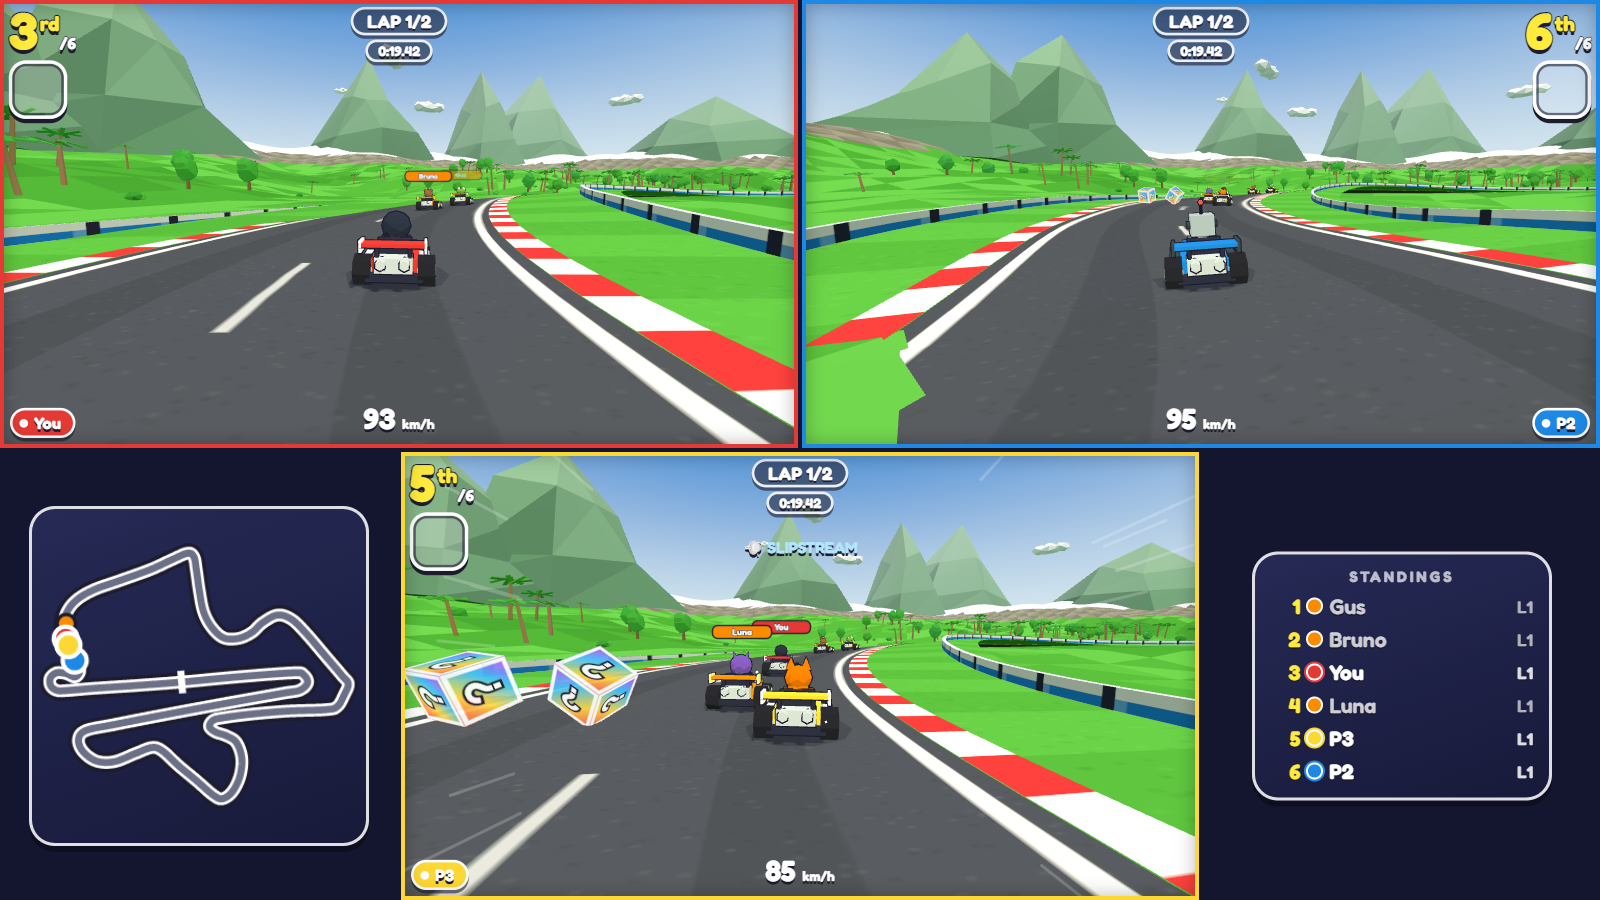 3rd
/6
LAP 1/2
0:19.42
Bruno
You
93 km/h
6th
/6
LAP 1/2
0:19.42
95 km/h
P2
5th
/6
LAP 1/2
0:19.42
SLIPSTREAM
Luna
You
? ? ? ?
P3
85 km/h
STANDINGS
1 Gus L1
2 Bruno L1
3 You L1
4 Luna L1
5 P3 L1
6 P2 L1